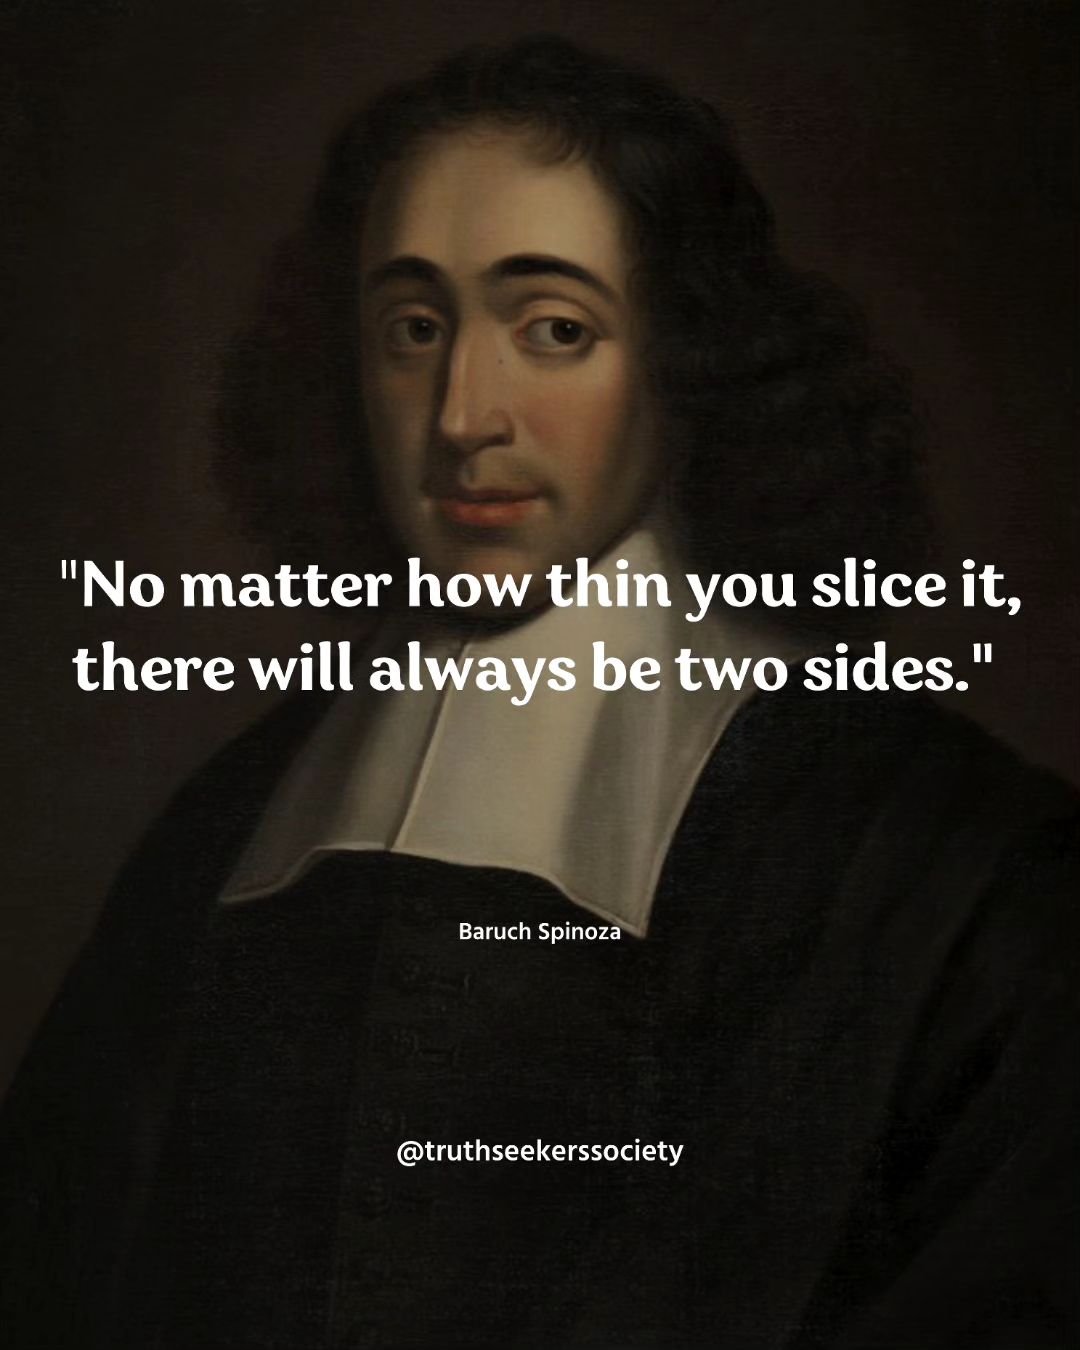 "No matter how thin you slice it,
there will always be two sides."
Baruch Spinoza
@truthseekerssociety